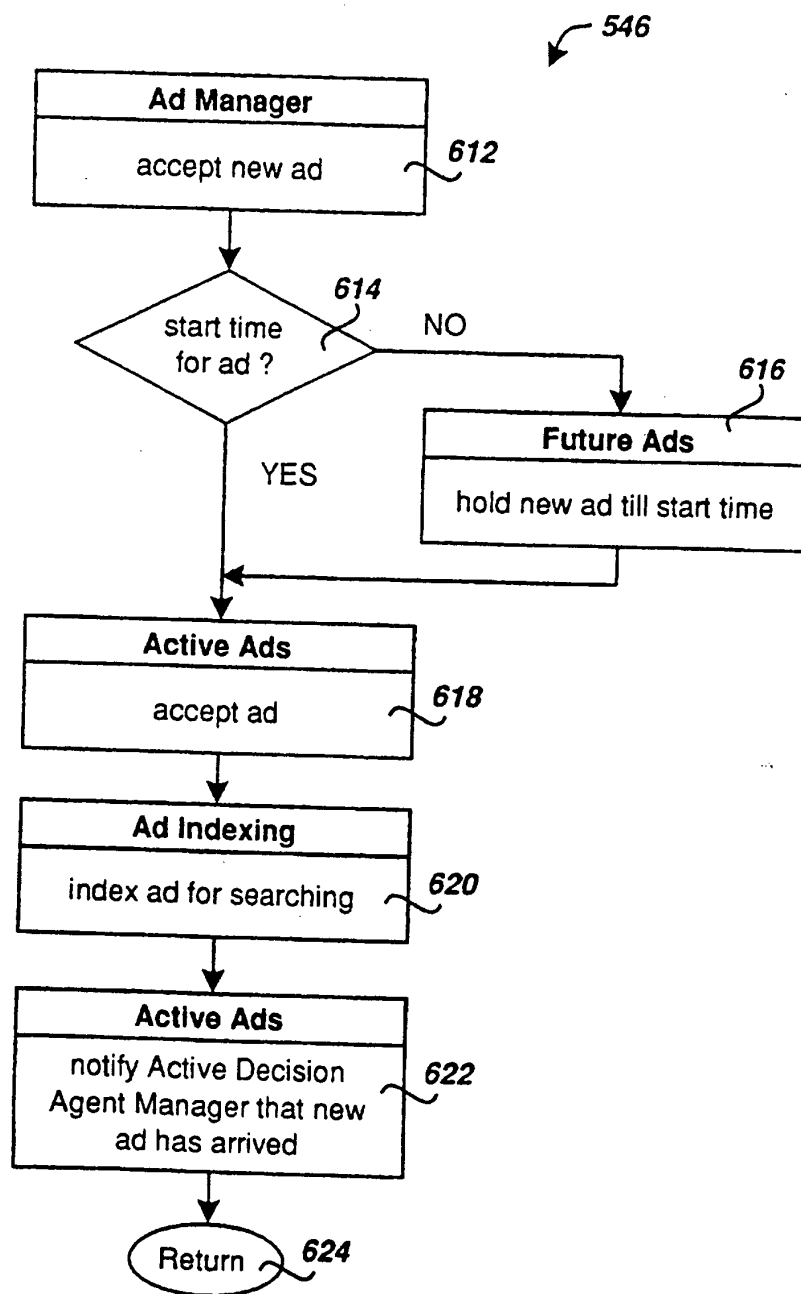 546
Ad Manager
accept new ad
612
start time
for ad ?
614
NO
YES
616
Future Ads
hold new ad till start time
Active Ads
accept ad
618
Ad Indexing
index ad for searching
620
Active Ads
notify Active Decision
Agent Manager that new
ad has arrived
622
Return
624